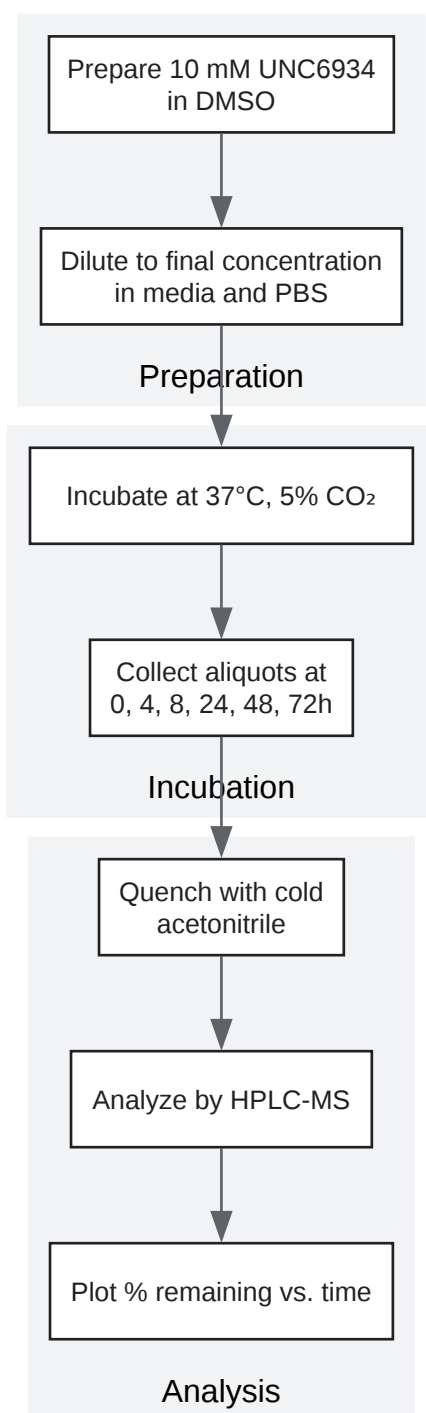 Prepare 10 mM UNC6934
in DMSO
Dilute to final concentration
in media and PBS
Preparation
Incubate at 37°C, 5% CO₂
Collect aliquots at
0, 4, 8, 24, 48, 72h
Incubation
Quench with cold
acetonitrile
Analyze by HPLC-MS
Plot % remaining vs. time
Analysis